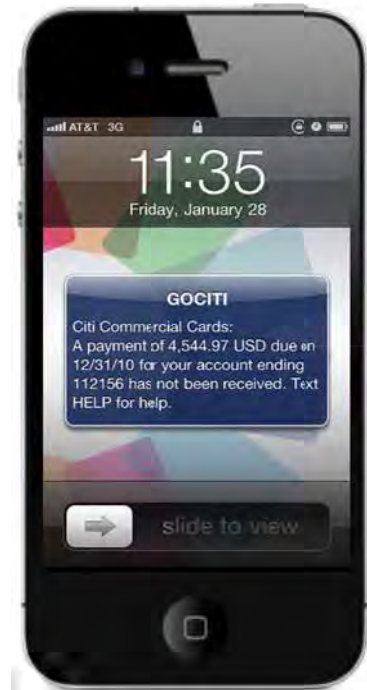 AT&T 3G
11:35
Friday, January 28
GOCITI
Citi Commercial Cards:
A payment of 4,544.97 USD due on
12/31/10 for your account ending
112156 has not been received. Text
HELP for help.
slide to view